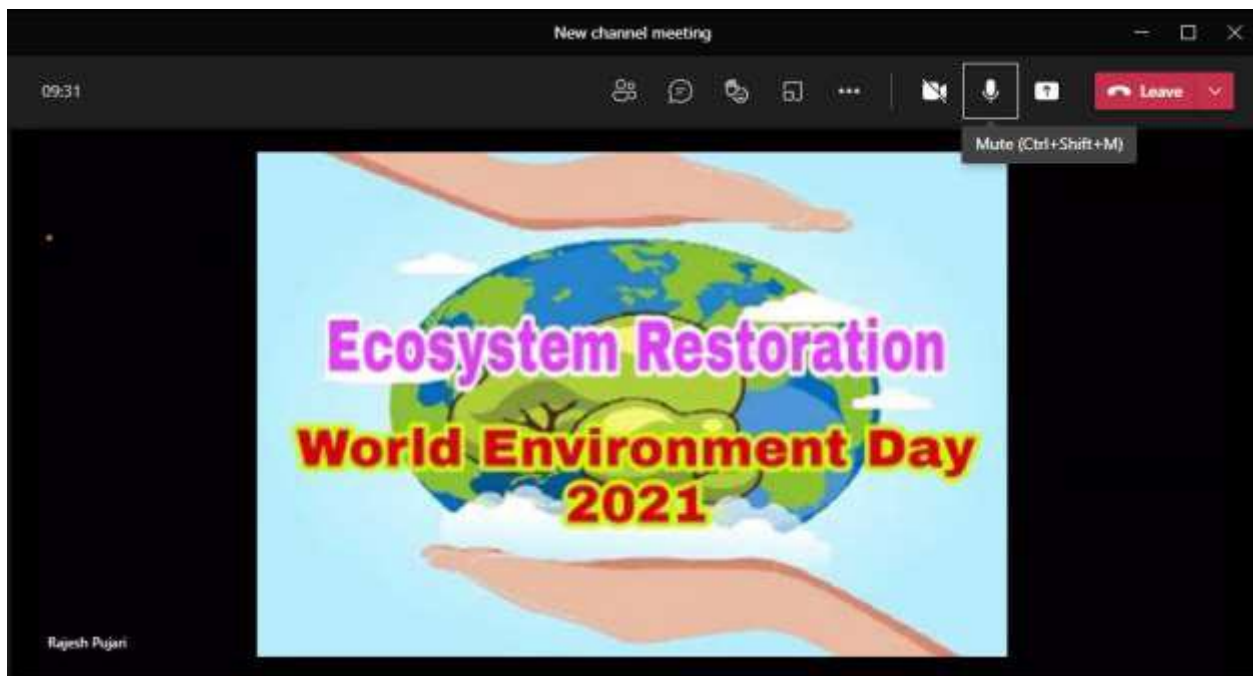 New channel meeting
09:31
Leave
Mute (Ctrl+Shift+M)
Ecosystem Restoration
World Environment Day
2021
Rajesh Pujari